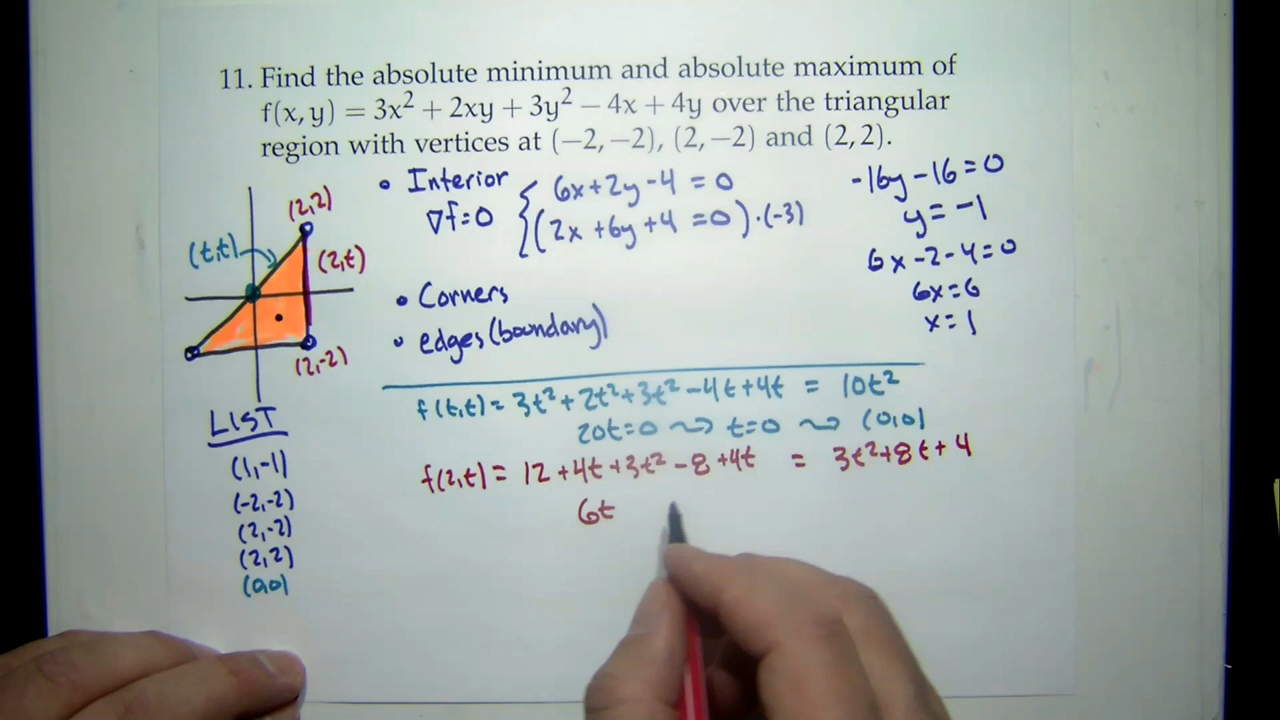 11. Find the absolute minimum and absolute maximum of
f(x,y) = 3x² + 2xy + 3y² − 4x + 4y over the triangular
region with vertices at (−2,−2), (2,−2) and (2,2).
• Interior
∇f=0
6x+2y-4 = 0
(2x+6y+4 = 0)·(-3)
-16y-16=0
y=-1
6x-2-4=0
6x=6
x=1
(2,2)
(t,t)
(2,t)
(2,-2)
• Corners
• edges (boundary)
f(t,t)= 3t²+2t²+3t²-4t+4t = 10t²
20t=0 ⤳ t=0 ⤳ (0,0)
f(2,t)= 12+4t+3t²-8+4t = 3t²+8t+4
6t
LIST
(1,-1)
(-2,-2)
(2,-2)
(2,2)
(0,0)